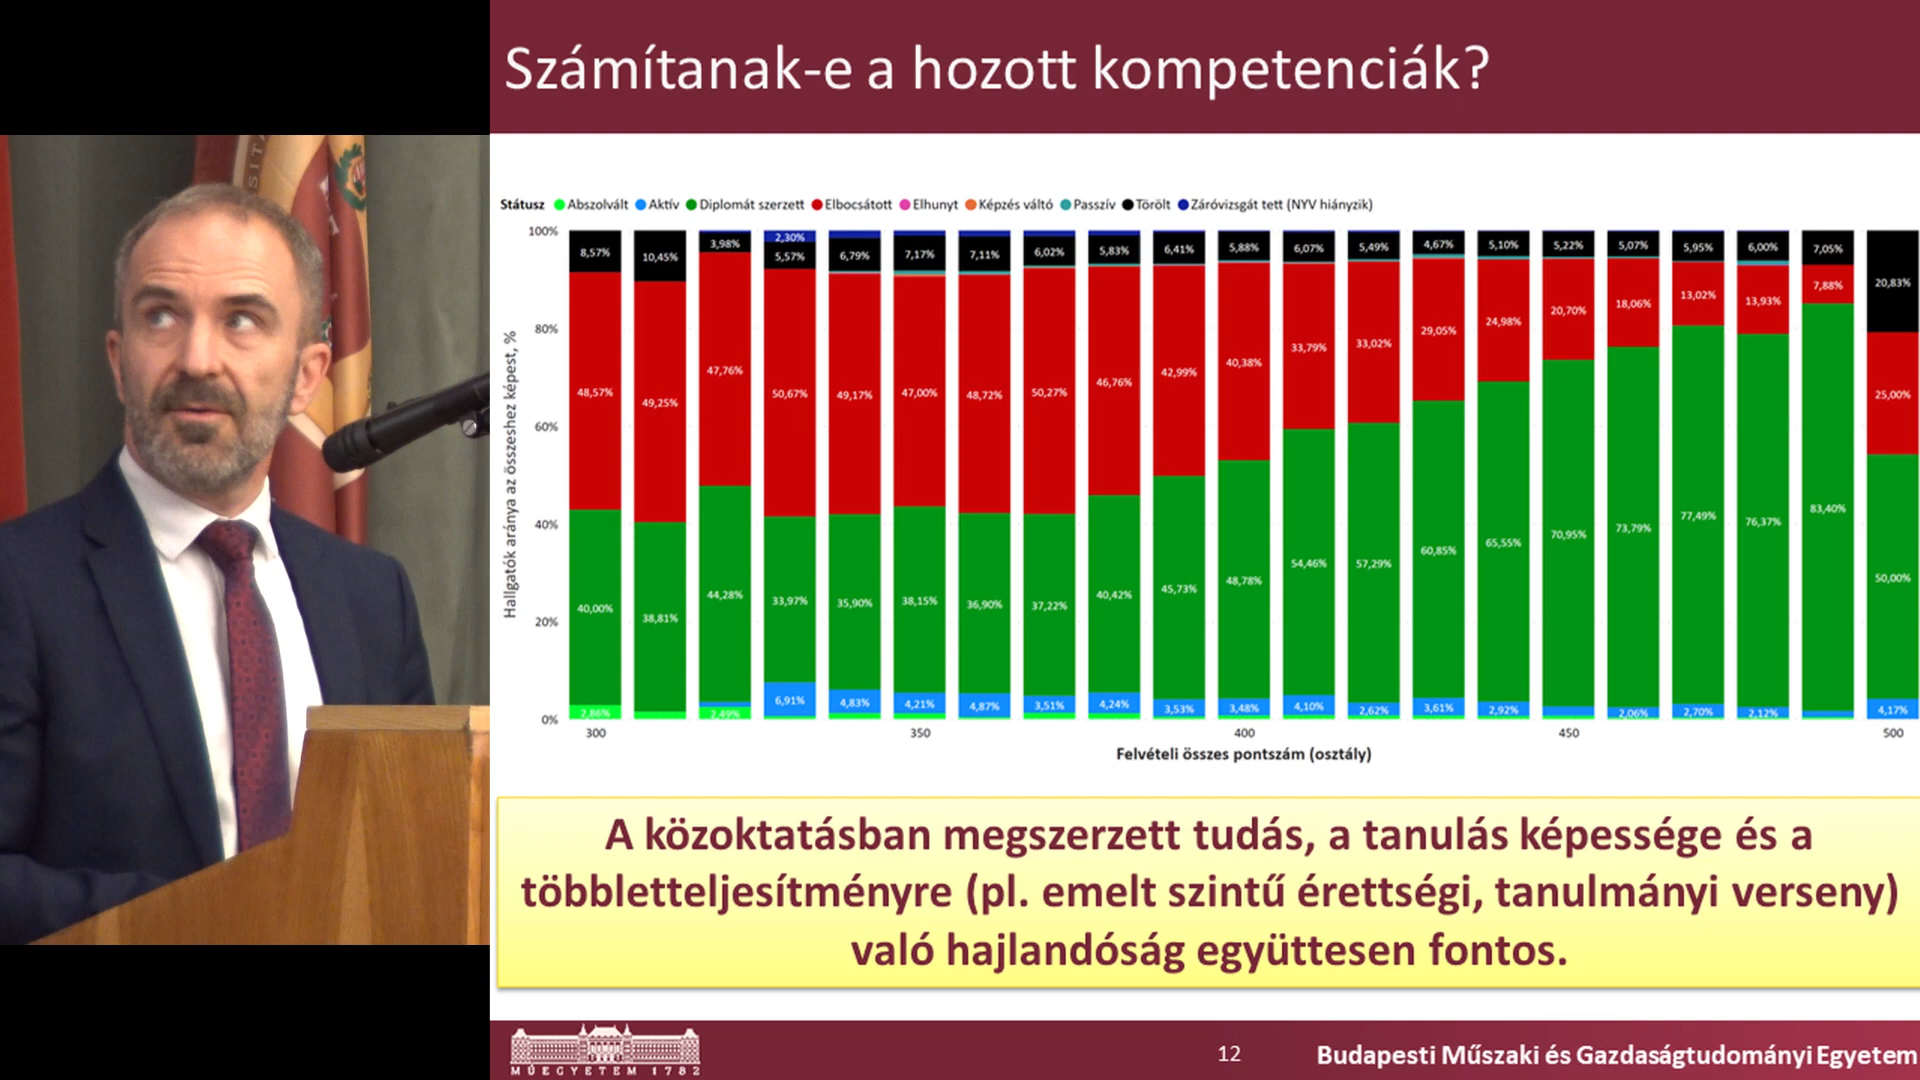 Számítanak-e a hozott kompetenciák?
Státusz Abszolvált Aktív Diplomát szerzett Elbocsátott Elhunyt Képzés váltó Passzív Törölt Záróvizsgát tett (NYV hiányzik)
Hallgatók aránya az összeshez képest, %
100%
80%
60%
40%
20%
0%
8,57% 10,45% 3,98% 2,30% 5,57% 6,79% 7,17% 7,11% 6,02% 5,83% 6,41% 5,88% 6,07% 5,49% 4,67% 5,10% 5,22% 5,07% 5,95% 6,00% 7,05% 20,83%
48,57% 49,25% 47,76% 50,67% 49,17% 47,00% 48,72% 50,27% 46,76% 42,99% 40,38% 33,79% 33,02% 29,05% 24,98% 20,70% 18,06% 13,02% 13,93% 7,88% 25,00%
40,00% 38,81% 44,28% 33,97% 35,90% 38,15% 36,90% 37,22% 40,42% 45,73% 48,78% 54,46% 57,29% 60,85% 65,55% 70,95% 73,79% 77,49% 76,37% 83,40% 50,00%
2,86% 2,49% 6,91% 4,83% 4,21% 4,87% 3,51% 4,24% 3,53% 3,48% 4,10% 2,62% 3,61% 2,92% 2,06% 2,70% 2,12% 4,17%
300 350 400 450 500
Felvételi összes pontszám (osztály)
A közoktatásban megszerzett tudás, a tanulás képessége és a
többletteljesítményre (pl. emelt szintű érettségi, tanulmányi verseny)
való hajlandóság együttesen fontos.
MŰEGYETEM 1782
12
Budapesti Műszaki és Gazdaságtudományi Egyetem